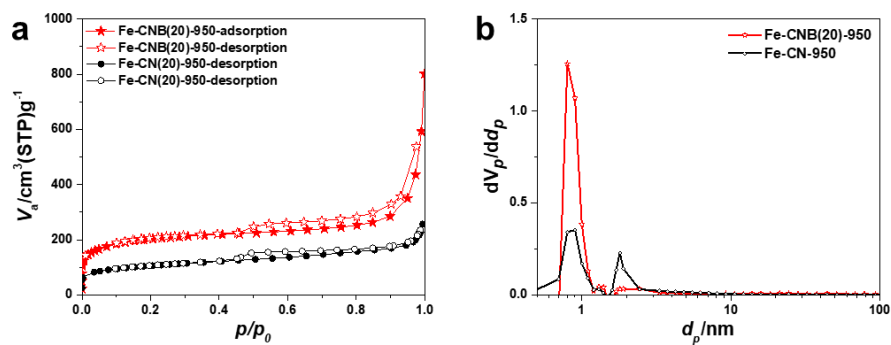 a
Fe-CNB(20)-950-adsorption
Fe-CNB(20)-950-desorption
Fe-CN(20)-950-desorption
Fe-CN(20)-950-desorption
1000
800
600
400
200
0
0.0 0.2 0.4 0.6 0.8 1.0
Va/cm³(STP)g⁻¹
p/p₀
b
Fe-CNB(20)-950
Fe-CN-950
1.5
1.0
0.5
0.0
1 10 100
dVp/ddp
dp/nm